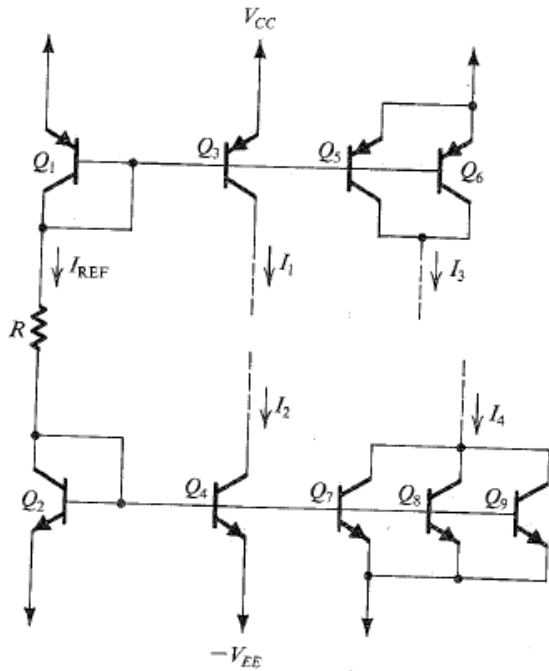 V_CC
Q_1
Q_3
Q_5
Q_6
I_REF
I_1
I_3
R
I_2
I_4
Q_2
Q_4
Q_7
Q_8
Q_9
-V_EE